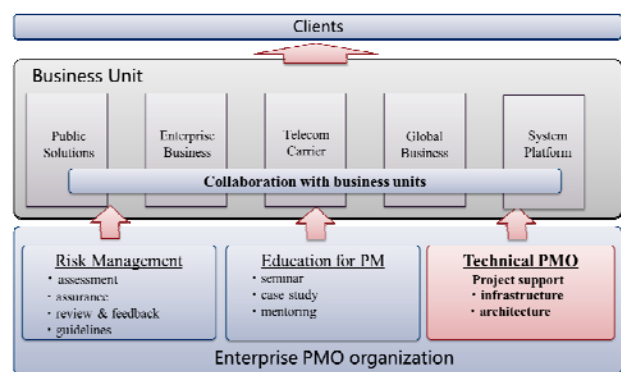 Clients
Business Unit
Public
Solutions
Enterprise
Business
Telecom
Carrier
Global
Business
System
Platform
Collaboration with business units
Risk Management
・assessment
・assurance
・review & feedback
・guidelines
Education for PM
・seminar
・case study
・mentoring
Technical PMO
Project support
・infrastructure
・architecture
Enterprise PMO organization